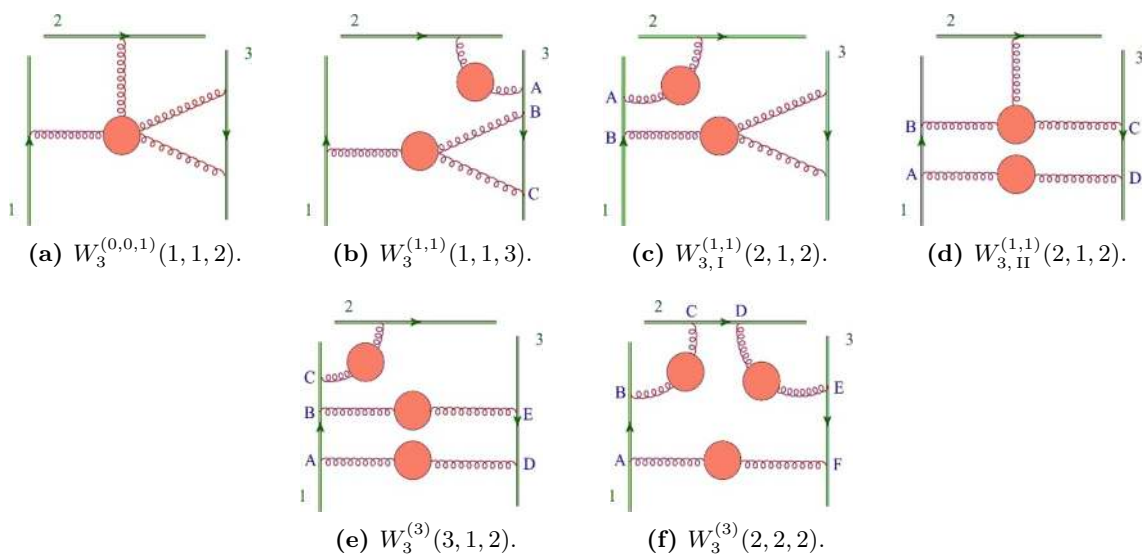 2
3
1
(a) W_3^{(0,0,1)}(1, 1, 2).
2
3
A
B
C
1
(b) W_3^{(1,1)}(1, 1, 3).
2
3
A
B
1
(c) W_{3, I}^{(1,1)}(2, 1, 2).
2
3
B
C
A
D
1
(d) W_{3, II}^{(1,1)}(2, 1, 2).
2
3
C
B
E
A
D
1
(e) W_3^{(3)}(3, 1, 2).
2
C
D
3
B
E
A
F
1
(f) W_3^{(3)}(2, 2, 2).